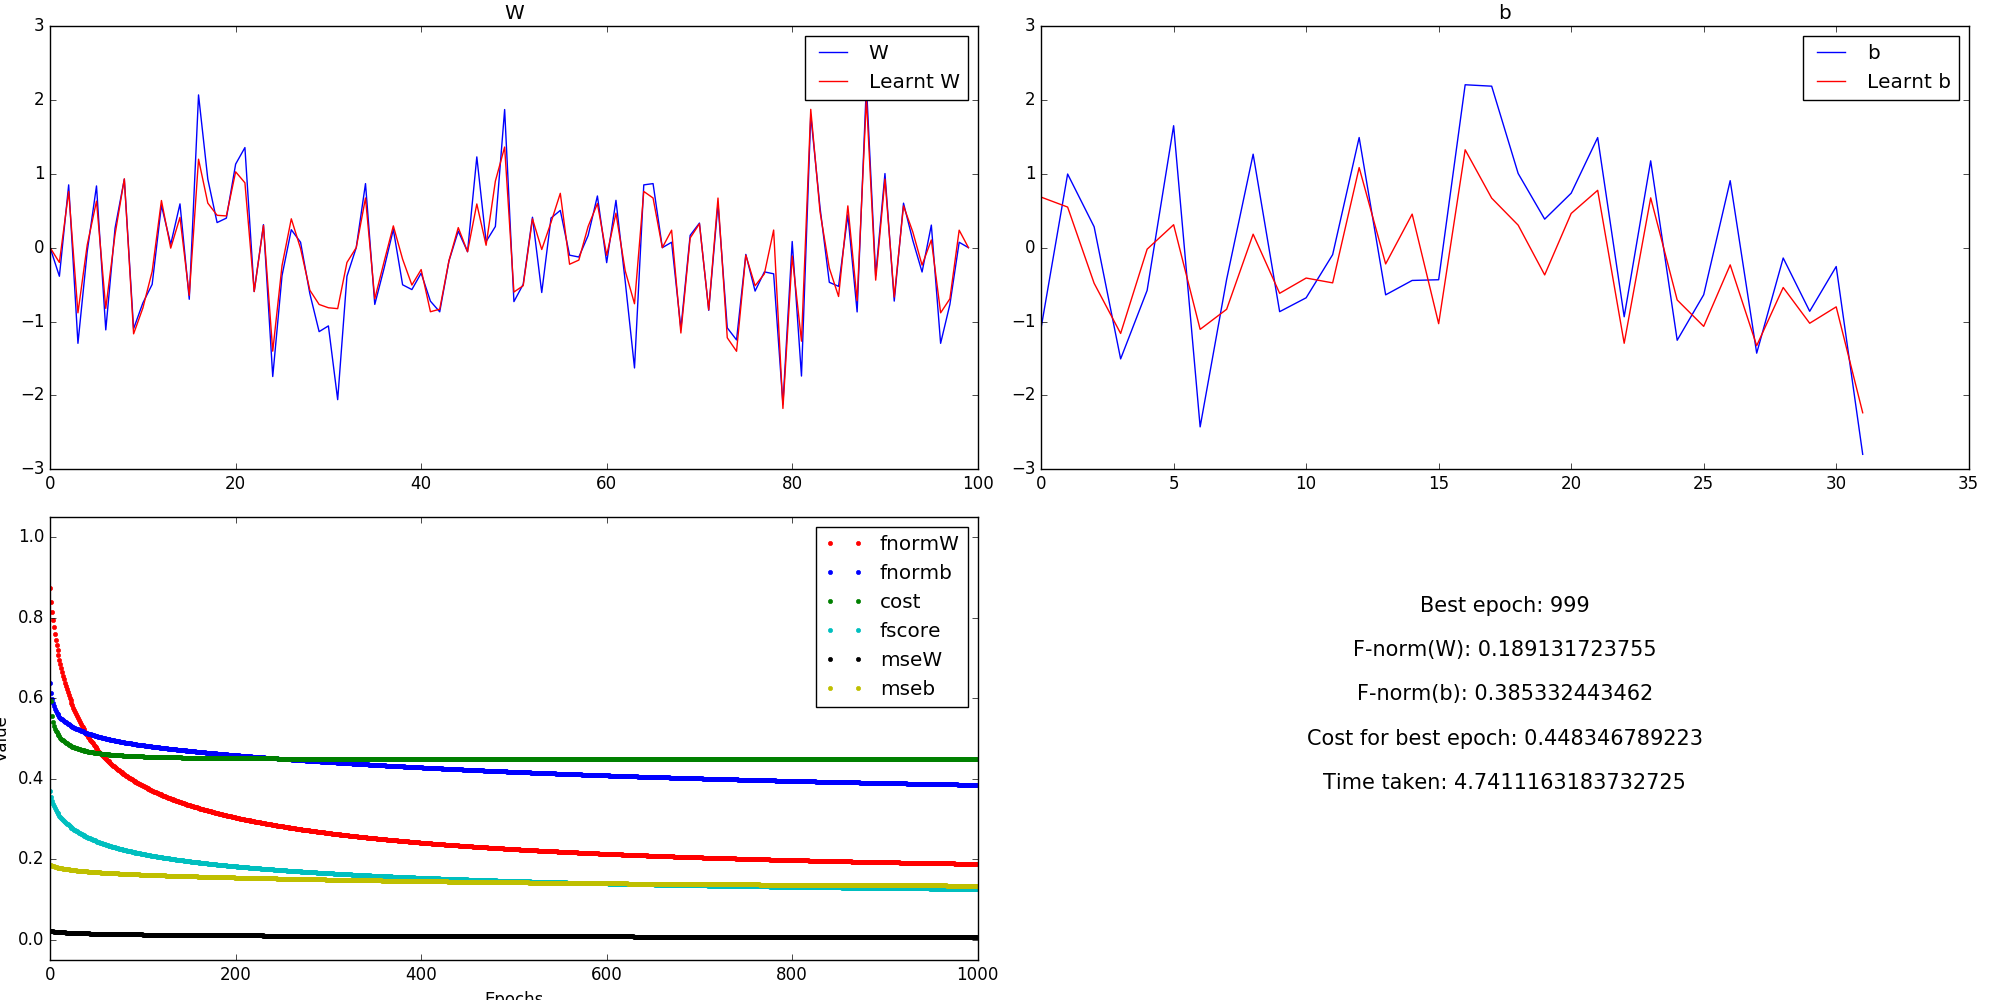 W
3
2
1
0
−1
−2
−3
0 20 40 60 80 100
W
Learnt W
b
3
2
1
0
−1
−2
−3
0 5 10 15 20 25 30 35
b
Learnt b
1.0
0.8
0.6
0.4
0.2
0.0
0 200 400 600 800 1000
Epochs
fnormW
fnormb
cost
fscore
mseW
mseb
Best epoch: 999
F-norm(W): 0.189131723755
F-norm(b): 0.385332443462
Cost for best epoch: 0.448346789223
Time taken: 4.7411163183732725